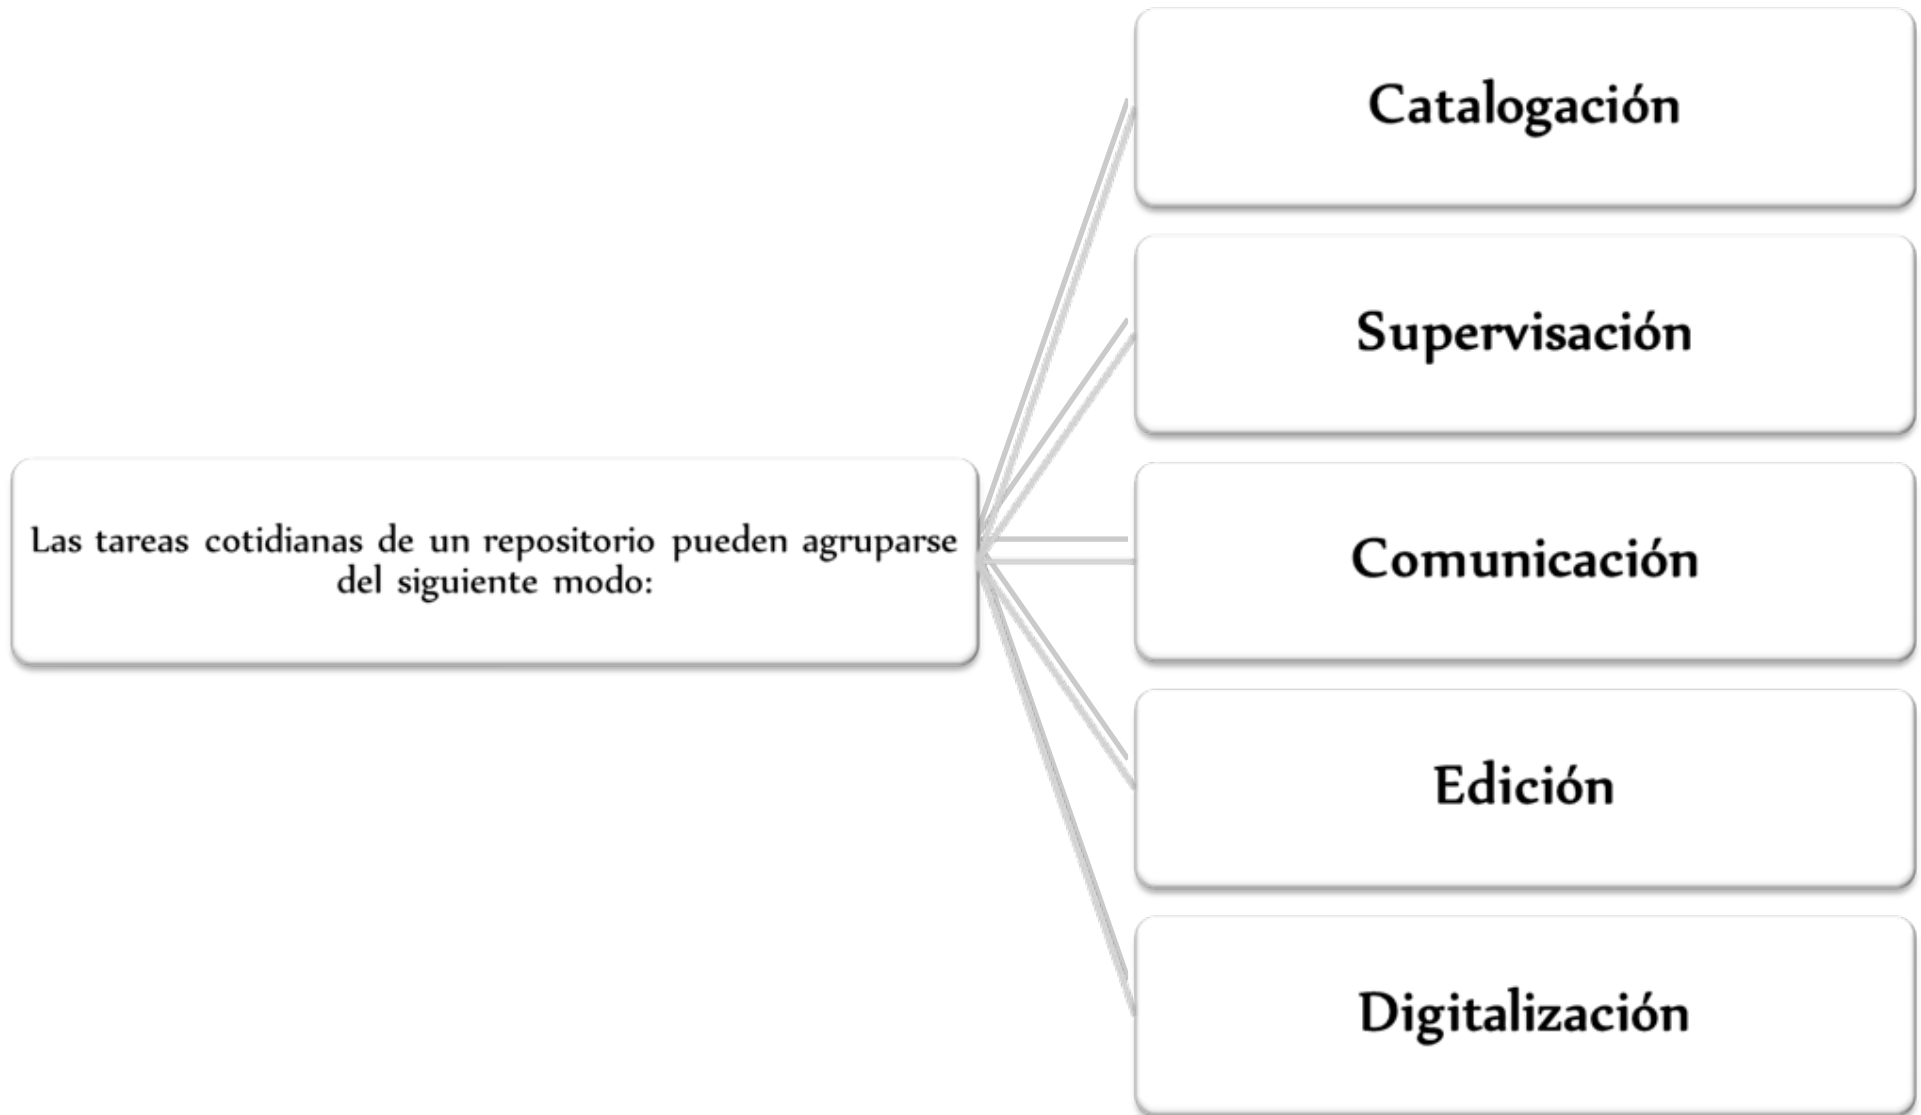 Las tareas cotidianas de un repositorio pueden agruparse
del siguiente modo:
Catalogación
Supervisación
Comunicación
Edición
Digitalización